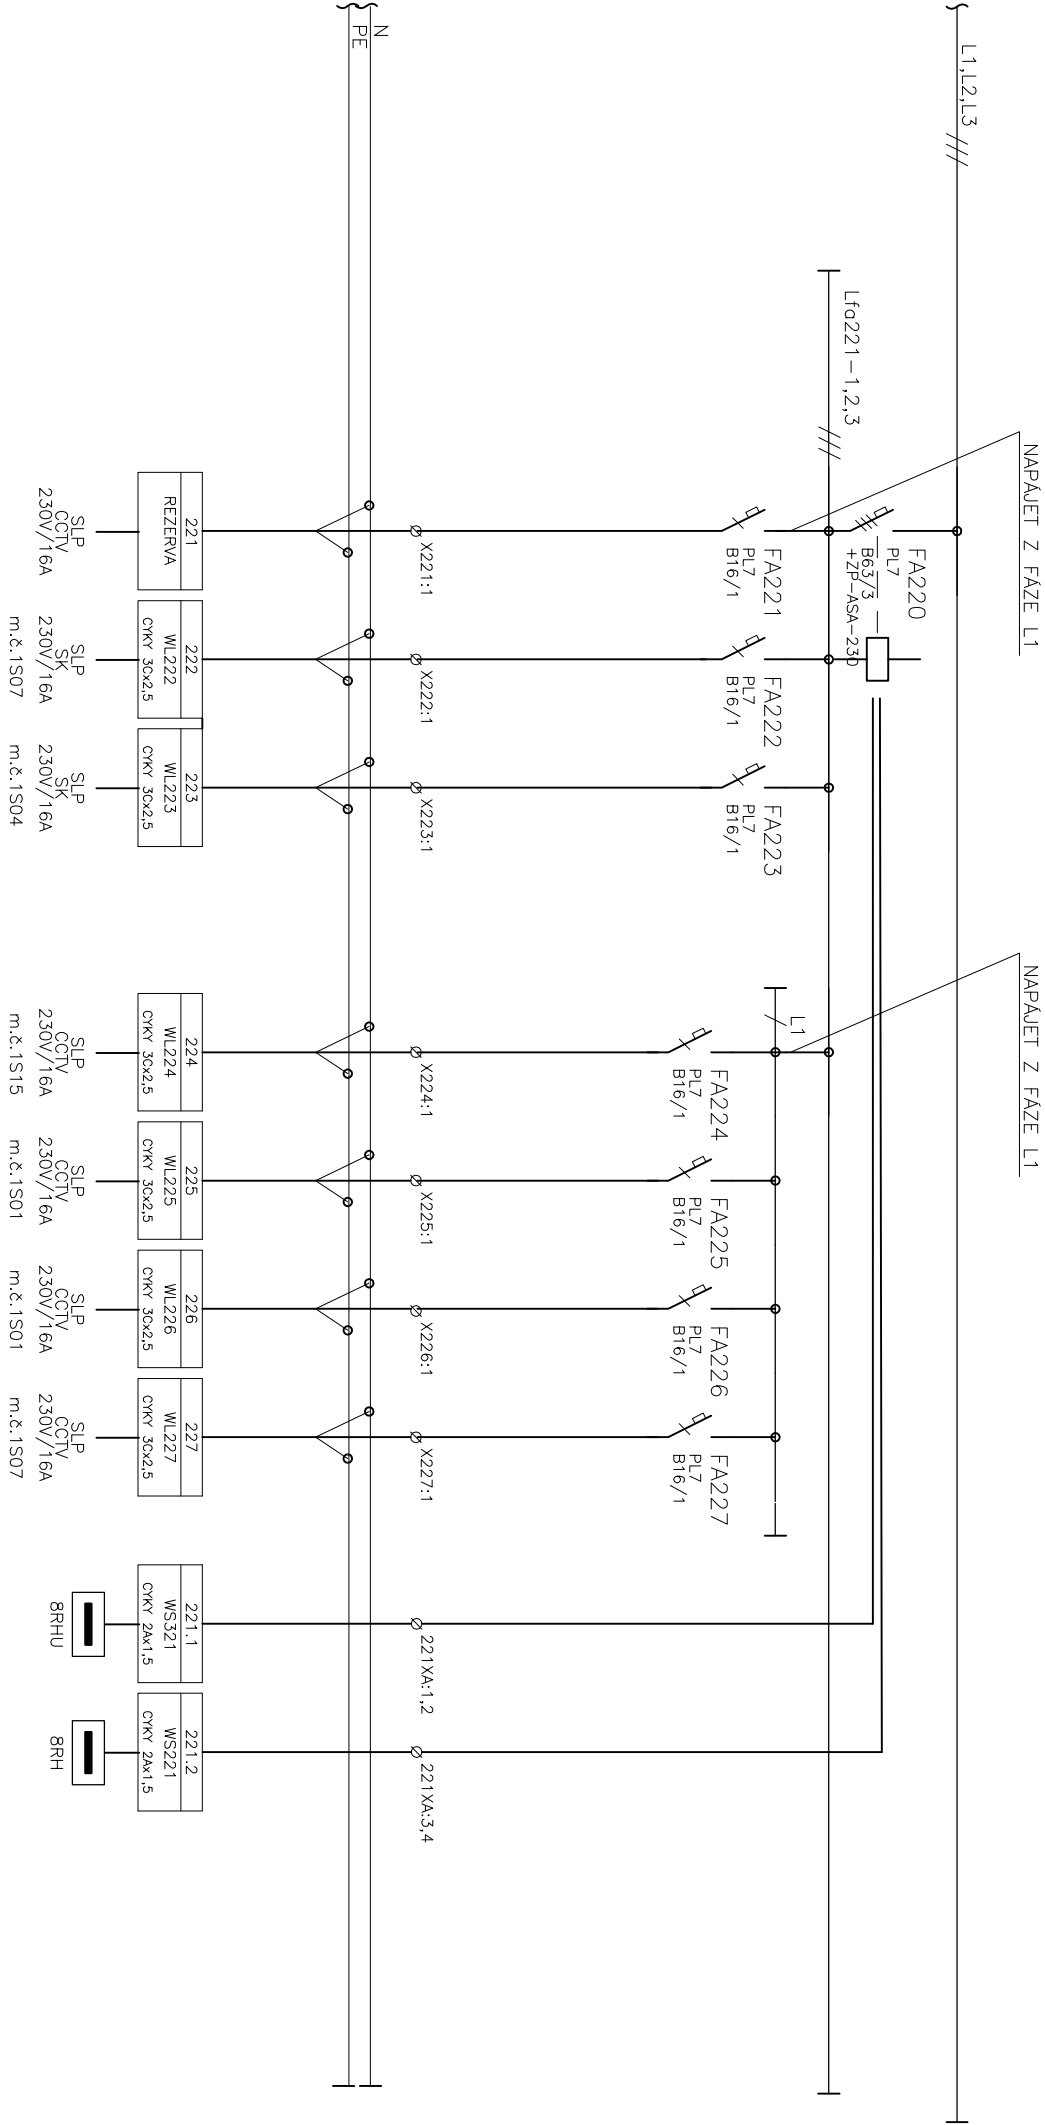 L1,L2,L3
N
PE
Lfa221-1,2,3
NAPÁJET Z FÁZE L1
NAPÁJET Z FÁZE L1
FA220
PL7
B63/3
+ZP-ASA-230
FA221
PL7
B16/1
FA222
PL7
B16/1
FA223
PL7
B16/1
L1
FA224
PL7
B16/1
FA225
PL7
B16/1
FA226
PL7
B16/1
FA227
PL7
B16/1
X221:1
X222:1
X223:1
X224:1
X225:1
X226:1
X227:1
221XA:1,2
221XA:3,4
221
REZERVA
SLP
CCTV
230V/16A
222
WL222
CYKY 3Cx2,5
SLP
SK
230V/16A
m.č.1S07
223
WL223
CYKY 3Cx2,5
SLP
SK
230V/16A
m.č.1S04
224
WL224
CYKY 3Cx2,5
SLP
CCTV
230V/16A
m.č.1S15
225
WL225
CYKY 3Cx2,5
SLP
CCTV
230V/16A
m.č.1S01
226
WL226
CYKY 3Cx2,5
SLP
CCTV
230V/16A
m.č.1S01
227
WL227
CYKY 3Cx2,5
SLP
CCTV
230V/16A
m.č.1S07
221.1
WS321
CYKY 2Ax1,5
8RHU
221.2
WS221
CYKY 2Ax1,5
8RH